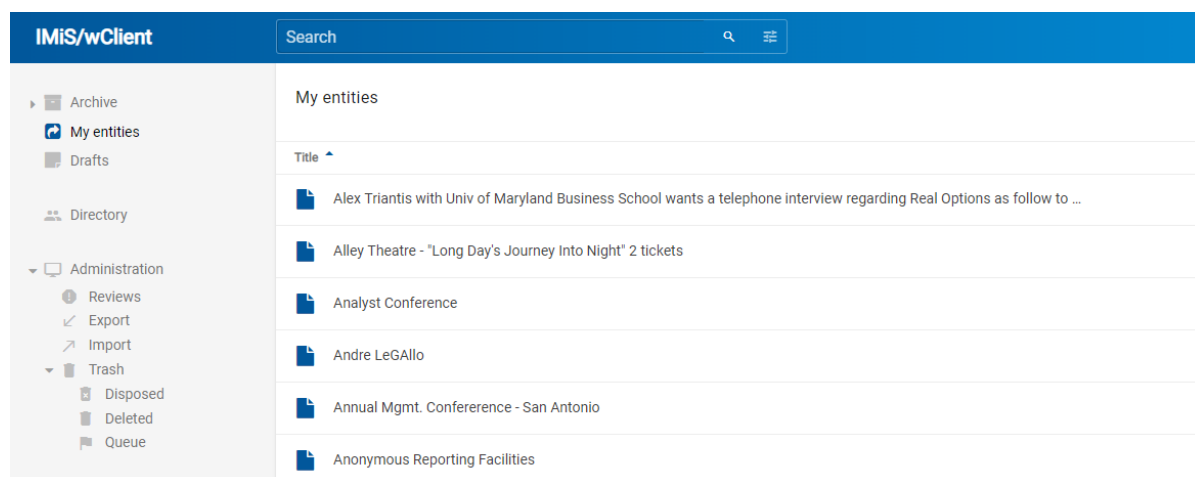 IMiS/wClient
Search
Archive
My entities
Drafts
Directory
Administration
Reviews
Export
Import
Trash
Disposed
Deleted
Queue
My entities
Title
Alex Triantis with Univ of Maryland Business School wants a telephone interview regarding Real Options as follow to ...
Alley Theatre - "Long Day's Journey Into Night" 2 tickets
Analyst Conference
Andre LeGAllo
Annual Mgmt. Confererence - San Antonio
Anonymous Reporting Facilities